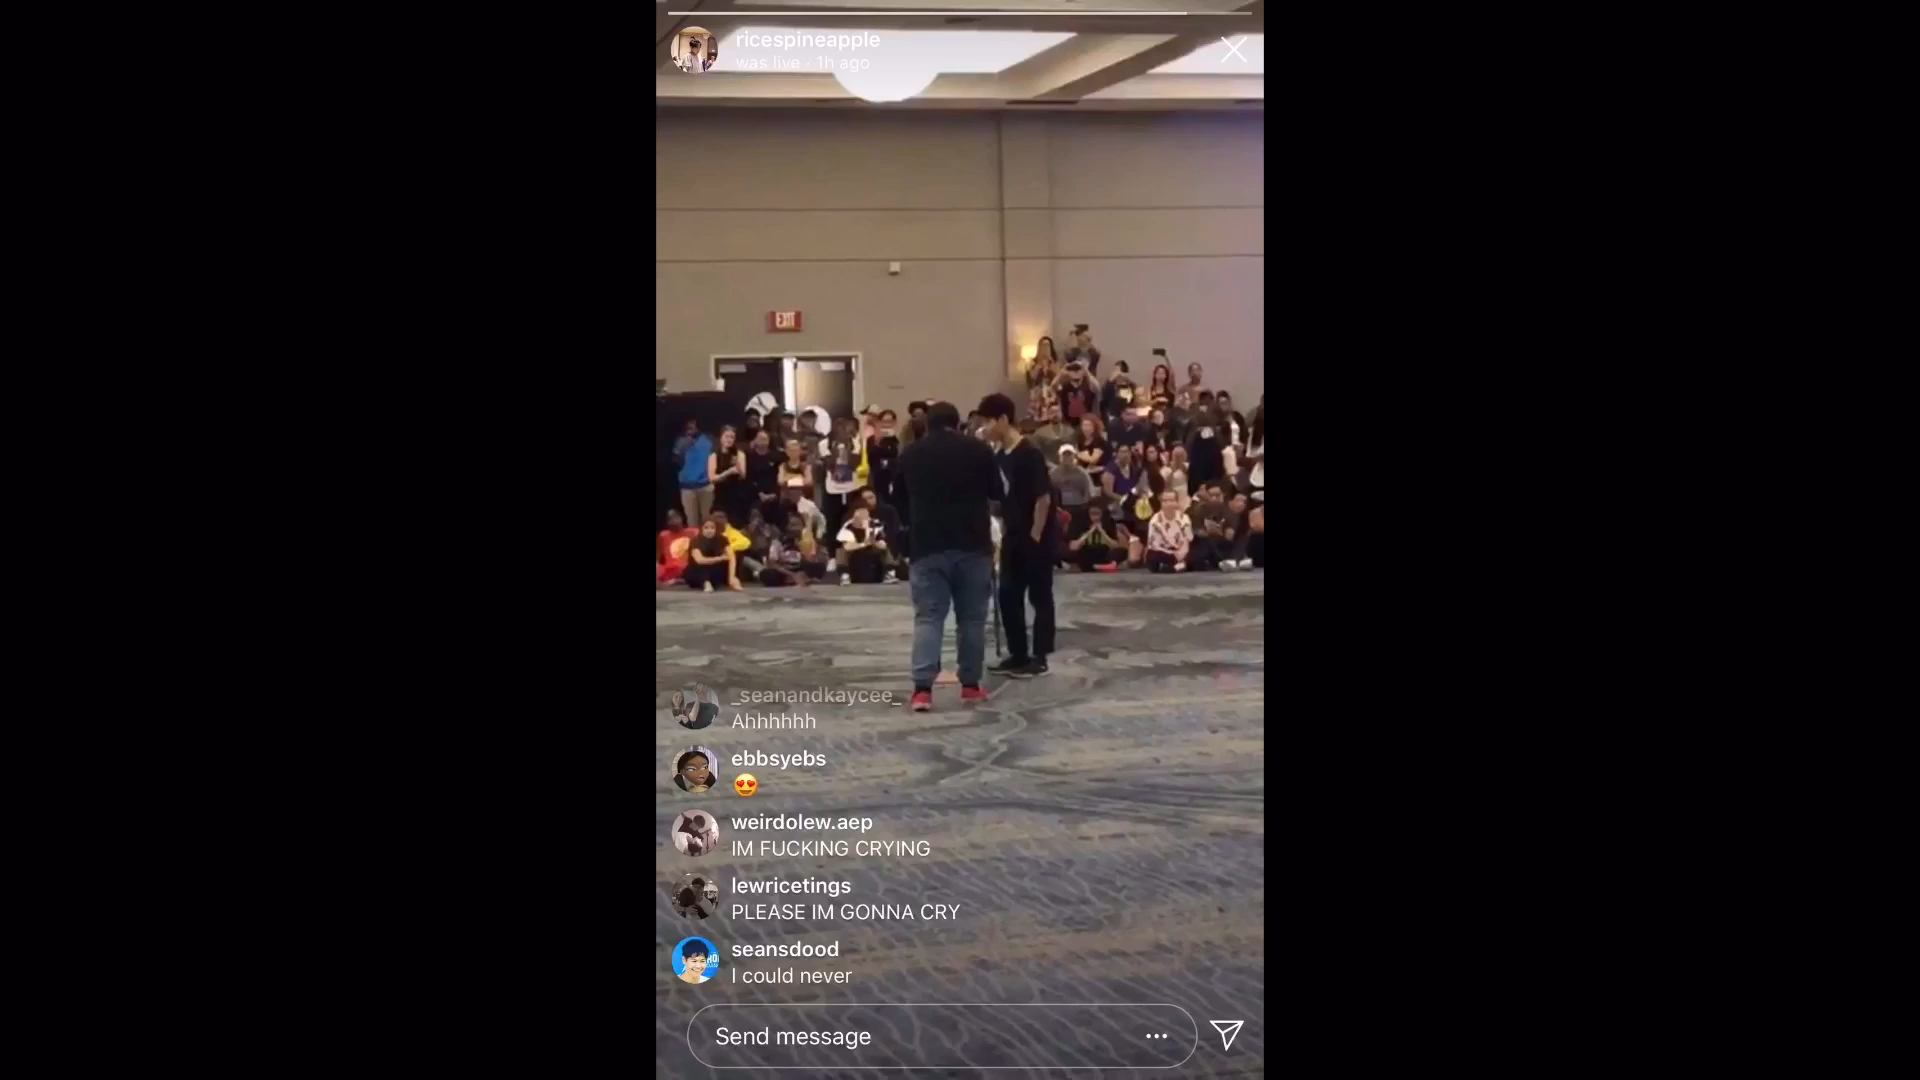 ricespineapple
was live · 1h ago
EXIT
_seanandkaycee_
Ahhhhhh
ebbsyebs
😍
weirdolew.aep
IM FUCKING CRYING
lewricetings
PLEASE IM GONNA CRY
seansdood
I could never
Send message